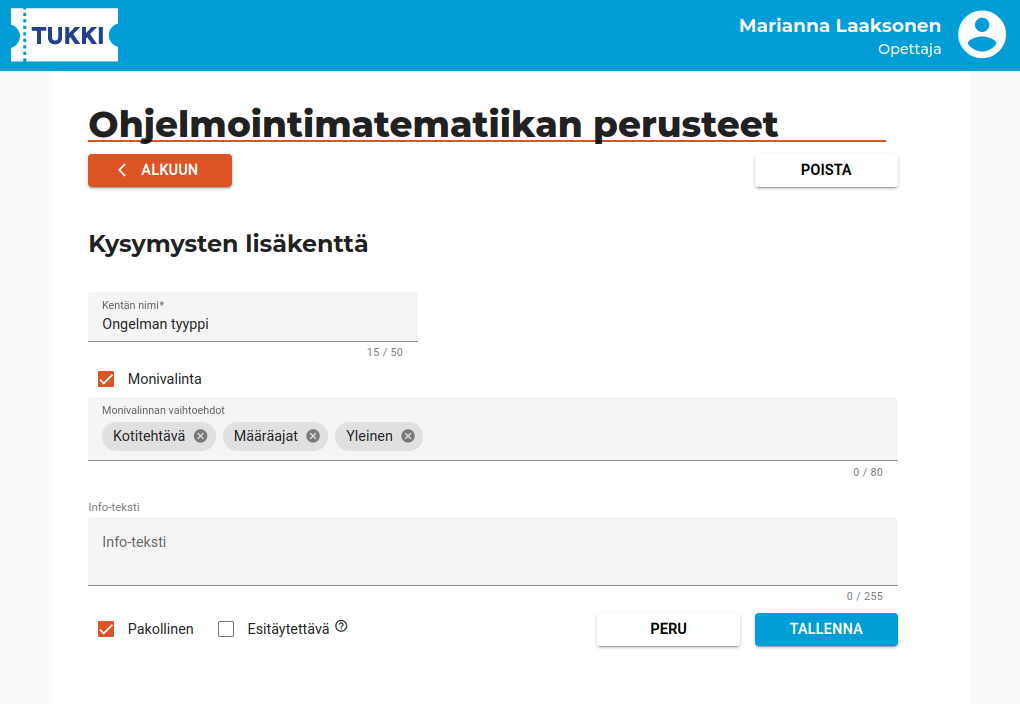 TUKKI
Marianna Laaksonen
Opettaja
Ohjelmointimatematiikan perusteet
ALKUUN
POISTA
Kysymysten lisäkenttä
Kentän nimi*
Ongelman tyyppi
15 / 50
Monivalinta
Monivalinnan vaihtoehdot
Kotitehtävä Määräajat Yleinen
0 / 80
Info-teksti
Info-teksti
0 / 255
Pakollinen Esitäytettävä
PERU TALLENNA